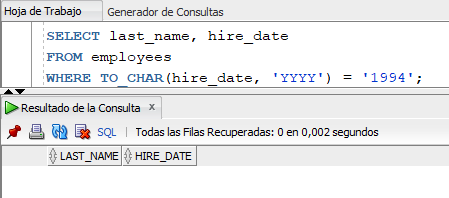 Hoja de Trabajo Generador de Consultas
SELECT last_name, hire_date
FROM employees
WHERE TO_CHAR(hire_date, 'YYYY') = '1994';
Resultado de la Consulta x
SQL | Todas las Filas Recuperadas: 0 en 0,002 segundos
LAST_NAME HIRE_DATE